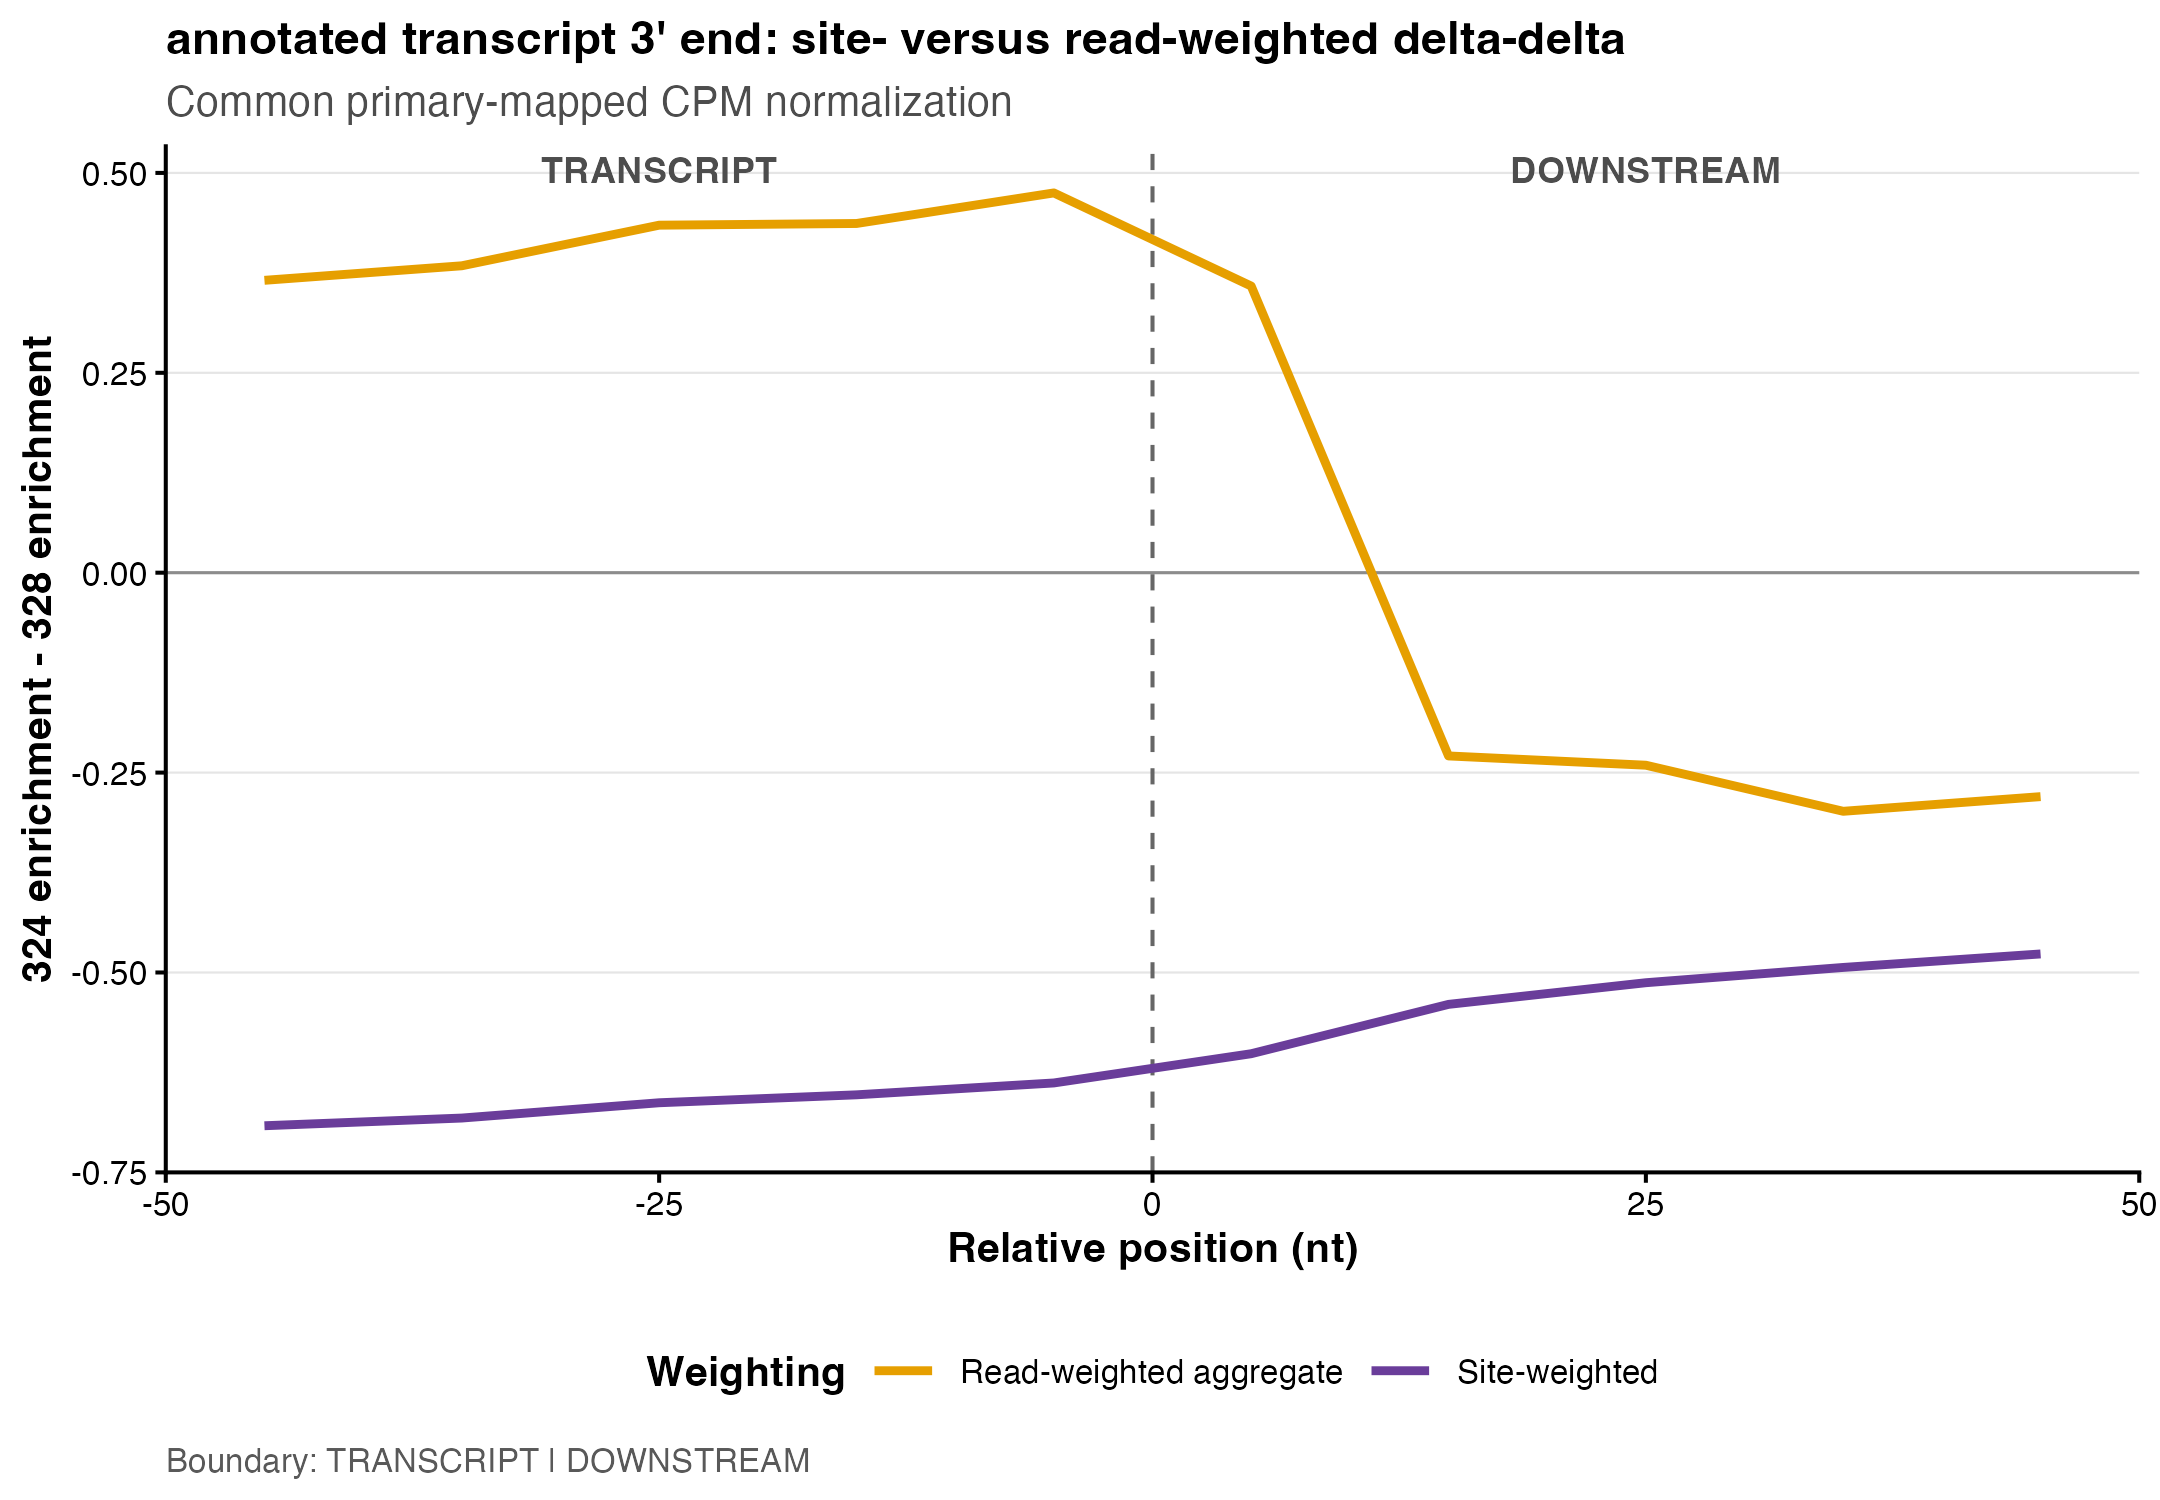 annotated transcript 3' end: site- versus read-weighted delta-delta
Common primary-mapped CPM normalization
TRANSCRIPT
DOWNSTREAM
324 enrichment - 328 enrichment
0.50
0.25
0.00
-0.25
-0.50
-0.75
-50
-25
0
25
50
Relative position (nt)
Weighting
Read-weighted aggregate
Site-weighted
Boundary: TRANSCRIPT | DOWNSTREAM